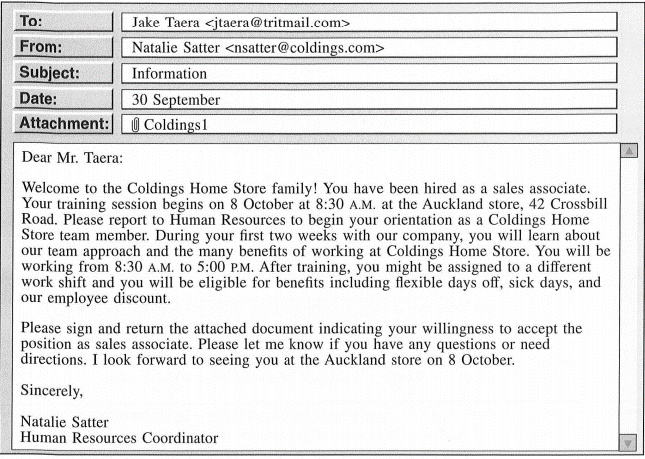 To: Jake Taera <jtaera@tritmail.com>
From: Natalie Satter <nsatter@coldings.com>
Subject: Information
Date: 30 September
Attachment: Coldings1
Dear Mr. Taera:
Welcome to the Coldings Home Store family! You have been hired as a sales associate.
Your training session begins on 8 October at 8:30 A.M. at the Auckland store, 42 Crossbill
Road. Please report to Human Resources to begin your orientation as a Coldings Home
Store team member. During your first two weeks with our company, you will learn about
our team approach and the many benefits of working at Coldings Home Store. You will be
working from 8:30 A.M. to 5:00 P.M. After training, you might be assigned to a different
work shift and you will be eligible for benefits including flexible days off, sick days, and
our employee discount.
Please sign and return the attached document indicating your willingness to accept the
position as sales associate. Please let me know if you have any questions or need
directions. I look forward to seeing you at the Auckland store on 8 October.
Sincerely,
Natalie Satter
Human Resources Coordinator